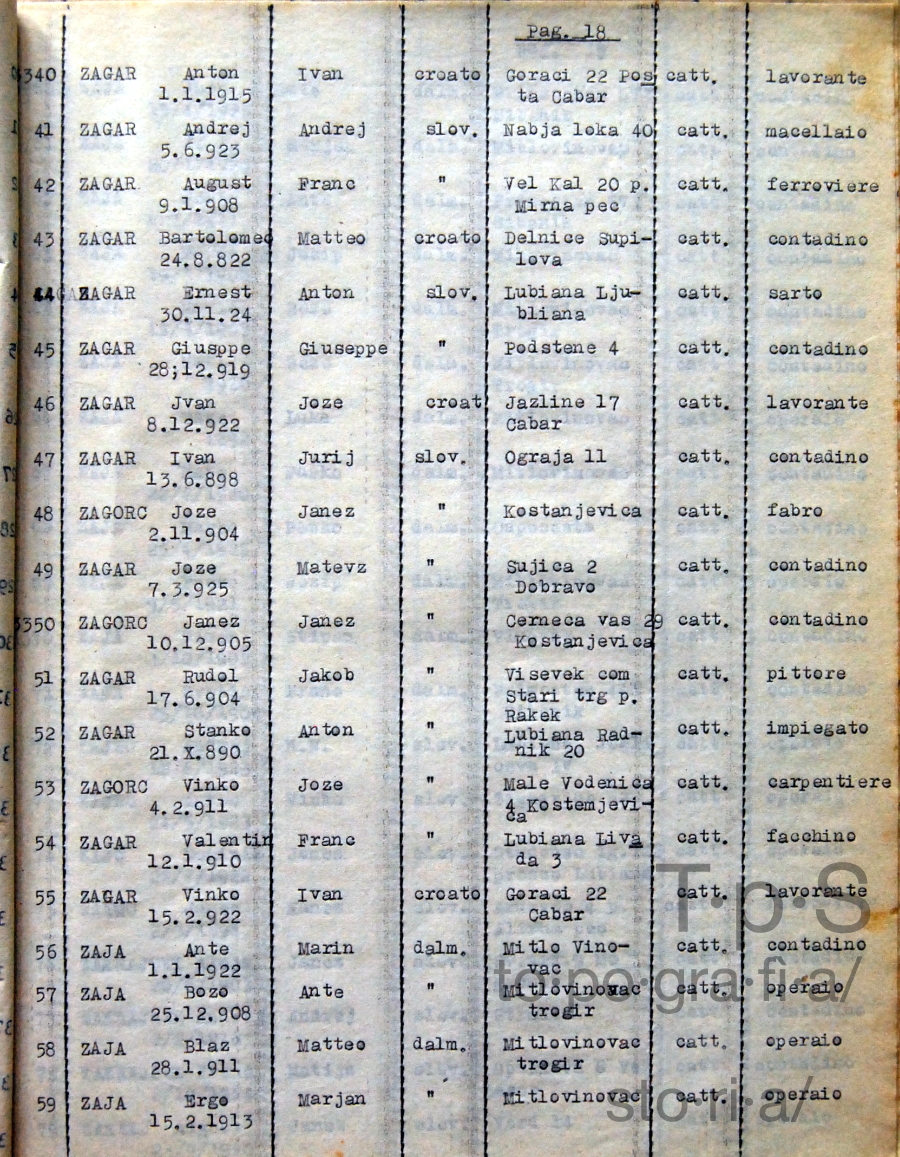 Pag. 18
3340 ZAGAR Anton Ivan croato Goraci 22 Pos catt. lavorante
1.1.1915 ta Cabar
41 ZAGAR Andrej Andrej slov. Nabja loka 40 catt. macellaio
5.6.923
42 ZAGAR August Franc " Vel Kal 20 p. catt. ferroviere
9.1.908 Mirna pec
43 ZAGAR Bartolomeo Matteo croato Delnice Supi- catt. contadino
24.8.822 lova
44 ZAGAR Ernest Anton slov. Lubiana Lju- catt. sarto
30.11.24 bliana
45 ZAGAR Giusppe Giuseppe " Podstene 4 catt. contadino
28;12.919
46 ZAGAR Jvan Joze croat Jazline 17 catt. lavorante
8.12.922 Cabar
47 ZAGAR Ivan Jurij slov. Ograja 11 catt. contadino
13.6.898
48 ZAGORC Joze Janez " Kostanjevica catt. fabro
2.11.904
49 ZAGAR Joze Matevz " Sujica 2 catt. contadino
7.3.925 Dobravo
3350 ZAGORC Janez Janez " Cerneca vas 29 catt. contadino
10.12.905 Kostanjevica
51 ZAGAR Rudol Jakob " Visevek com catt. pittore
17.6.904 Stari trg p.
Rakek
52 ZAGAR Stanko Anton " Lubiana Rad- catt. impiegato
21.X.890 nik 20
53 ZAGORC Vinko Joze " Male Vodenica catt. carpentiere
4.2.911 4 Kostemjevi-
ca
54 ZAGAR Valentin Franc " Lubiana Liva catt. facchino
12.1.910 da 3
55 ZAGAR Vinko Ivan croato Goraci 22 catt. lavorante
15.2.922 Cabar
56 ZAJA Ante Marin dalm. Mitlo Vino- catt. contadino
1.1.1922 vac
57 ZAJA Bozo Ante " Mitlovinovac catt. operaio
25.12.908 trogir
58 ZAJA Blaz Matteo dalm. Mitlovinovac catt. operaio
28.1.911 trogir
59 ZAJA Ergo Marjan " Mitlovinovac catt. operaio
15.2.1913
T p·S
to·po·gra·fi·a/
sto·ri·a/